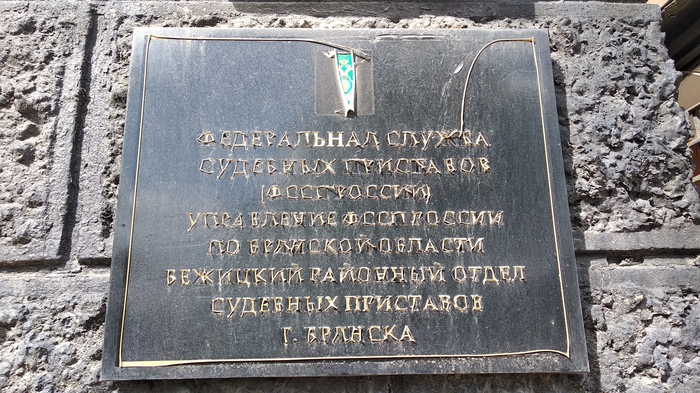 ФЕДЕРАЛЬНАЯ СЛУЖБА
СУДЕБНЫХ ПРИСТАВОВ
(ФССП РОССИИ)
УПРАВЛЕНИЕ ФССП РОССИИ
ПО БРЯНСКОЙ ОБЛАСТИ
БЕЖИЦКИЙ РАЙОННЫЙ ОТДЕЛ
СУДЕБНЫХ ПРИСТАВОВ
Г. БРЯНСКА